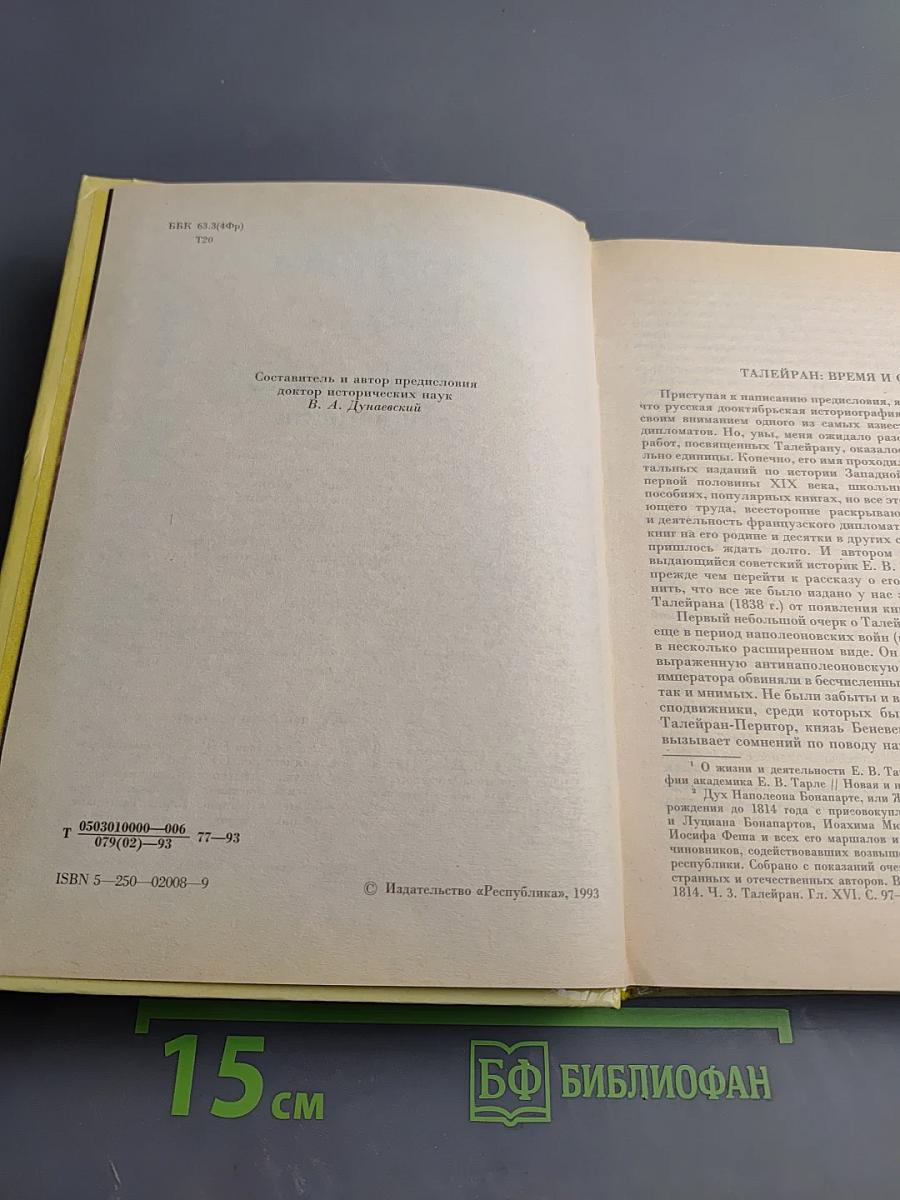 ББК 63.3(4Фр)
Т20
Составитель и автор предисловия
доктор исторических наук
В. А. Дунаевский
Т 0503010000—006 77—93
079(02)—93
ISBN 5—250—02008—9
© Издательство «Республика», 1993
ТАЛЕЙРАН: ВРЕМЯ И
Приступая к написанию предисловия, я
что русская дооктябрьская историография
своим вниманием одного из самых извест
дипломатов. Но, увы, меня ожидало разо
работ, посвященных Талейрану, оказалос
льно единицы. Конечно, его имя проходил
тальных изданий по истории Западной
первой половины XIX века, школьны
пособиях, популярных книгах, но все эт
ющего труда, всесторонне раскрываю
и деятельность французского дипломат
книг на его родине и десятки в других с
пришлось ждать долго. И автором
выдающийся советский историк Е. В.
прежде чем перейти к рассказу о его
нить, что все же было издано у нас
Талейрана (1838 г.) от появления кни
Первый небольшой очерк о Талей
еще в период наполеоновских войн (
в несколько расширенном виде. Он
выраженную антинаполеоновскую
императора обвиняли в бесчисленны
так и мнимых. Не были забыты и в
сподвижники, среди которых бы
Талейран-Перигор, князь Беневе
вызывает сомнений по поводу на
¹ О жизни и деятельности Е. В. Та
фии академика Е. В. Тарле // Новая и н
² Дух Наполеона Бонапарте, или Ж
рождения до 1814 года с присовокупл
и Луциана Бонапартов, Иоахима Мю
Иосифа Феша и всех его маршалов и
чиновников, содействовавших возвыш
республики. Собрано с показаний оче
странных и отечественных авторов. В
1814. Ч. 3. Талейран. Гл. XVI. С. 97—
15 см
БФ БИБЛИОФАН